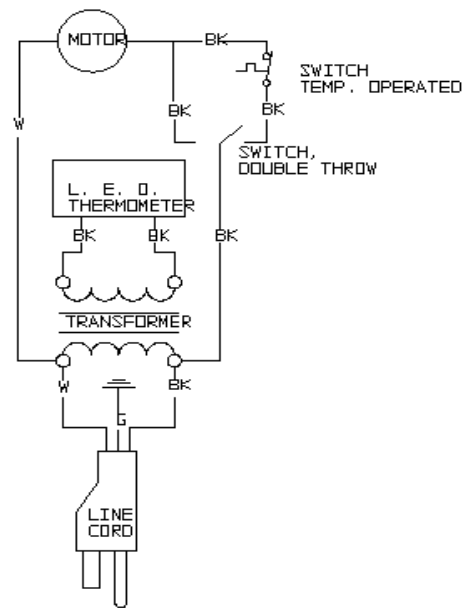 MOTOR
BK
SWITCH
TEMP. OPERATED
BK
BK
W
SWITCH,
DOUBLE THROW
L. E. D.
THERMOMETER
BK
BK
BK
TRANSFORMER
W
BK
G
LINE
CORD